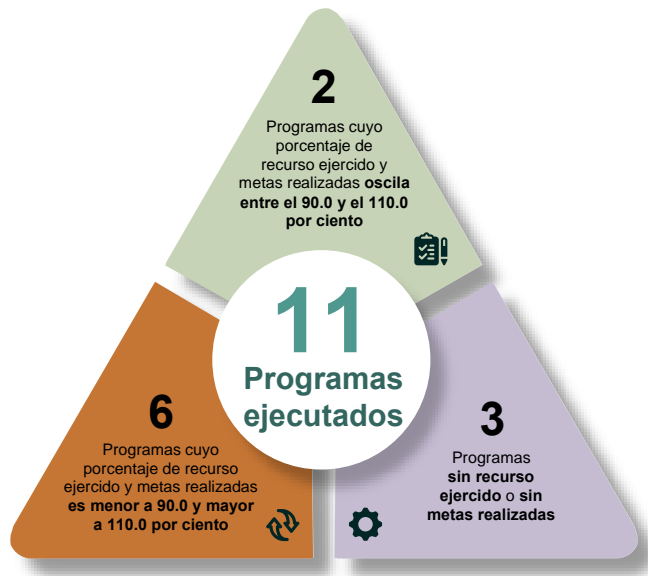 2
Programas cuyo
porcentaje de
recurso ejercido y
metas realizadas oscila
entre el 90.0 y el 110.0
por ciento
11
Programas
ejecutados
6
Programas cuyo
porcentaje de recurso
ejercido y metas realizadas
es menor a 90.0 y mayor
a 110.0 por ciento
3
Programas
sin recurso
ejercido o sin
metas realizadas